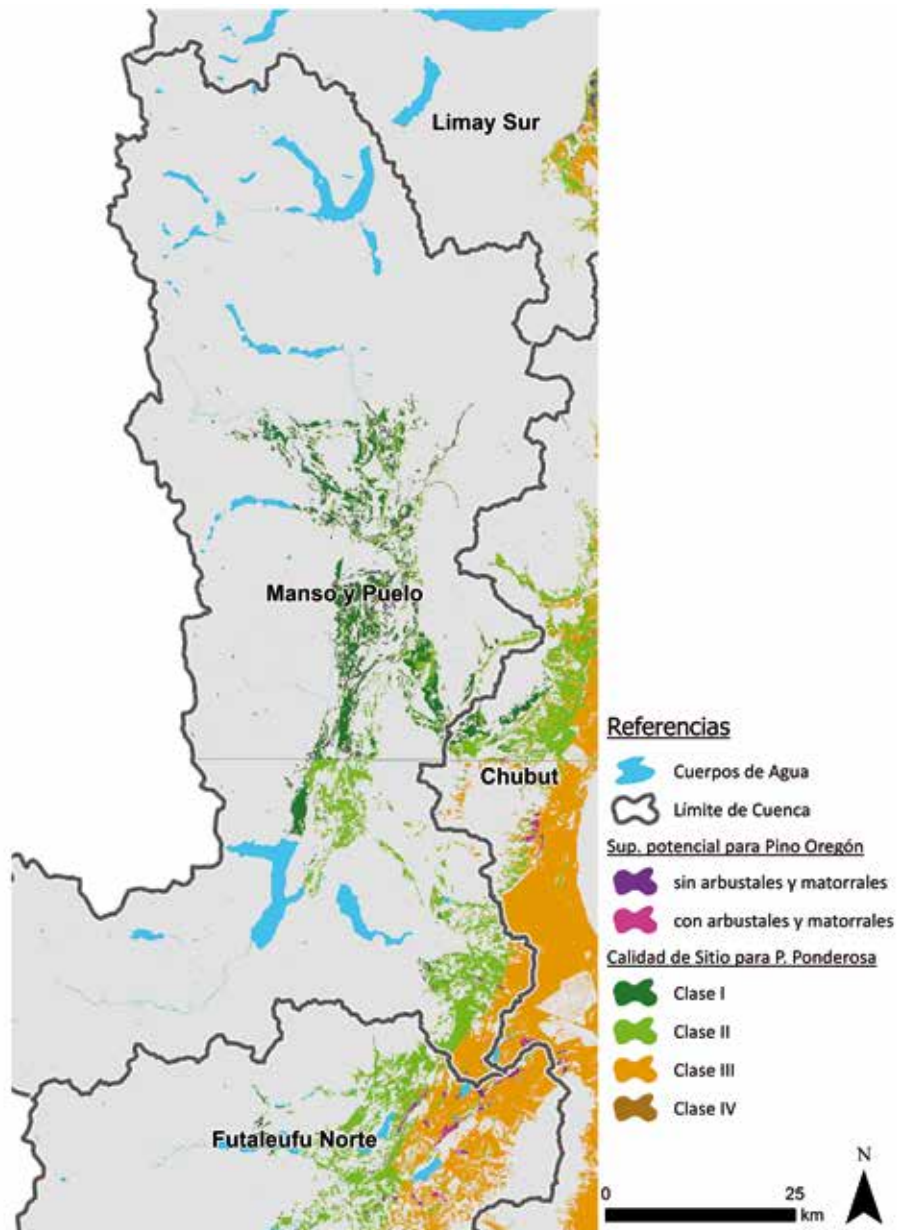 Limay Sur
Manso y Puelo
Chubut
Futaleufu Norte
Referencias
Cuerpos de Agua
Límite de Cuenca
Sup. potencial para Pino Oregón
sin arbustales y matorrales
con arbustales y matorrales
Calidad de Sitio para P. Ponderosa
Clase I
Clase II
Clase III
Clase IV
N
0 25
km